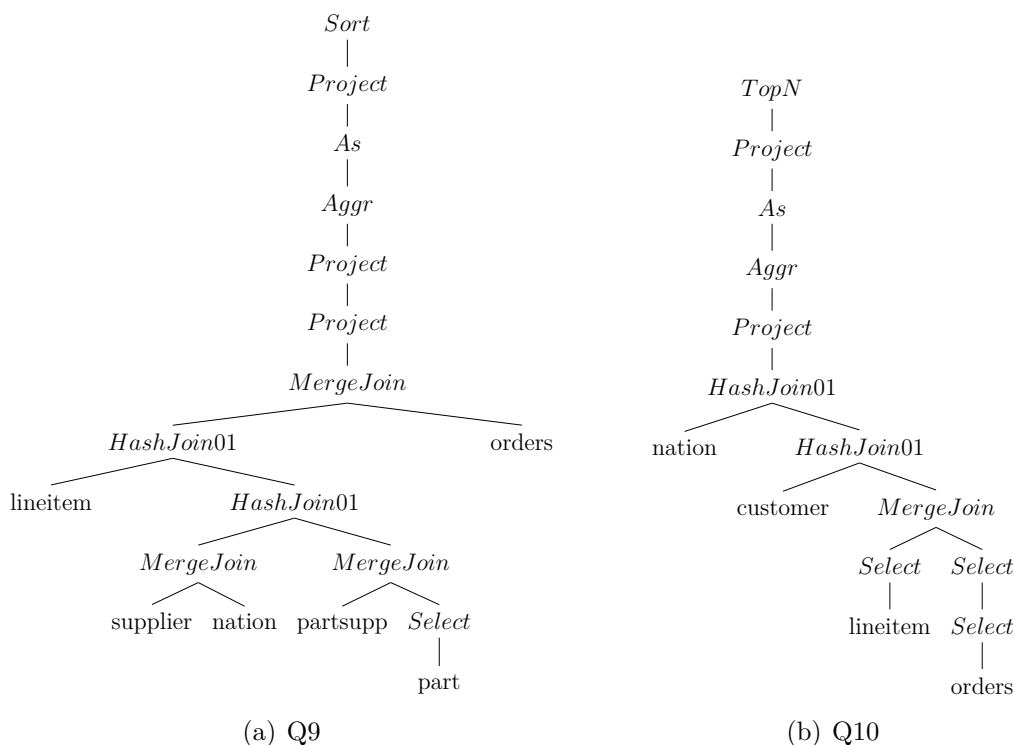 Sort
Project
As
Aggr
Project
Project
MergeJoin
HashJoin01
orders
lineitem
HashJoin01
MergeJoin
MergeJoin
supplier
nation
partsupp
Select
part
(a) Q9
TopN
Project
As
Aggr
Project
HashJoin01
nation
HashJoin01
customer
MergeJoin
Select
Select
lineitem
Select
orders
(b) Q10